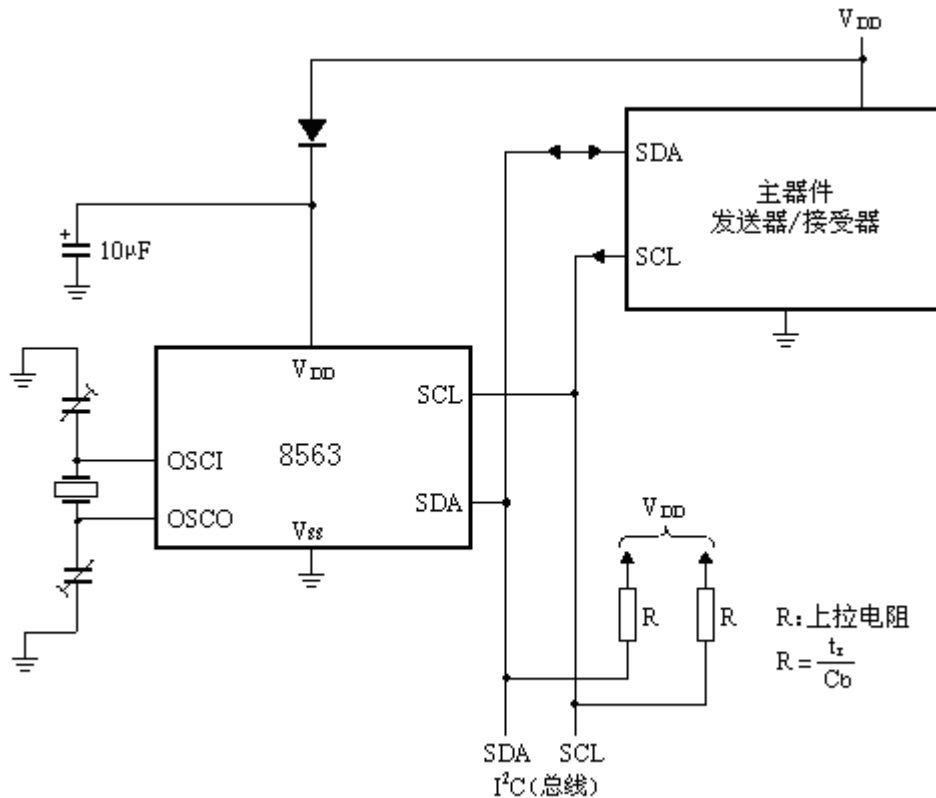 VDD
SDA
主器件
发送器/接受器
SCL
+
10μF
VDD
SCL
OSCI
8563
SDA
OSCO
VSS
VDD
R
R
R:上拉电阻
R = tr/Cb
SDA SCL
I²C(总线)